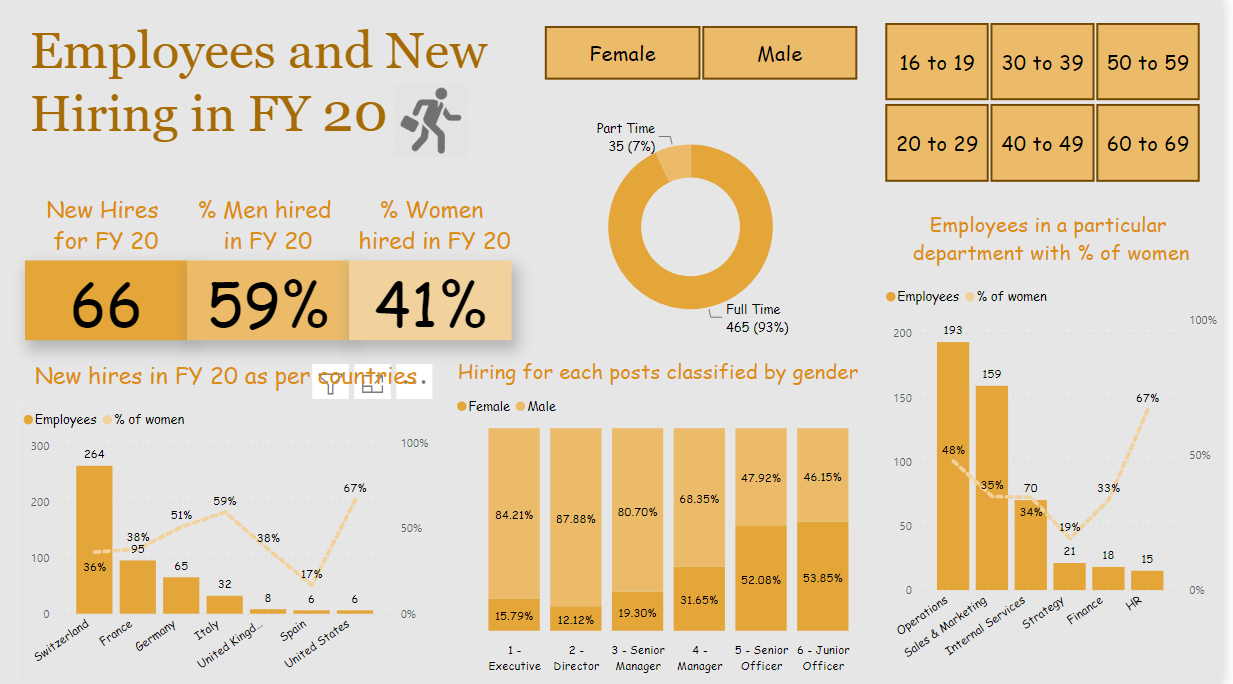 Employees and New
Hiring in FY 20
Female
Male
16 to 19
30 to 39
50 to 59
20 to 29
40 to 49
60 to 69
New Hires
for FY 20
% Men hired
in FY 20
% Women
hired in FY 20
66
59%
41%
Part Time
35 (7%)
Full Time
465 (93%)
Employees in a particular
department with % of women
Employees
% of women
200
150
100
50
0
100%
50%
0%
193
159
70
21
18
15
48%
35%
34%
19%
33%
67%
Operations
Sales & Marketing
Internal Services
Strategy
Finance
HR
New hires in FY 20 as per countries
Employees
% of women
300
200
100
0
100%
50%
0%
264
95
65
32
8
6
6
36%
38%
51%
59%
38%
17%
67%
Switzerland
France
Germany
Italy
United Kingd...
Spain
United States
Hiring for each posts classified by gender
Female
Male
84.21%
87.88%
80.70%
68.35%
47.92%
46.15%
15.79%
12.12%
19.30%
31.65%
52.08%
53.85%
1 -
Executive
2 -
Director
3 - Senior
Manager
4 -
Manager
5 - Senior
Officer
6 - Junior
Officer